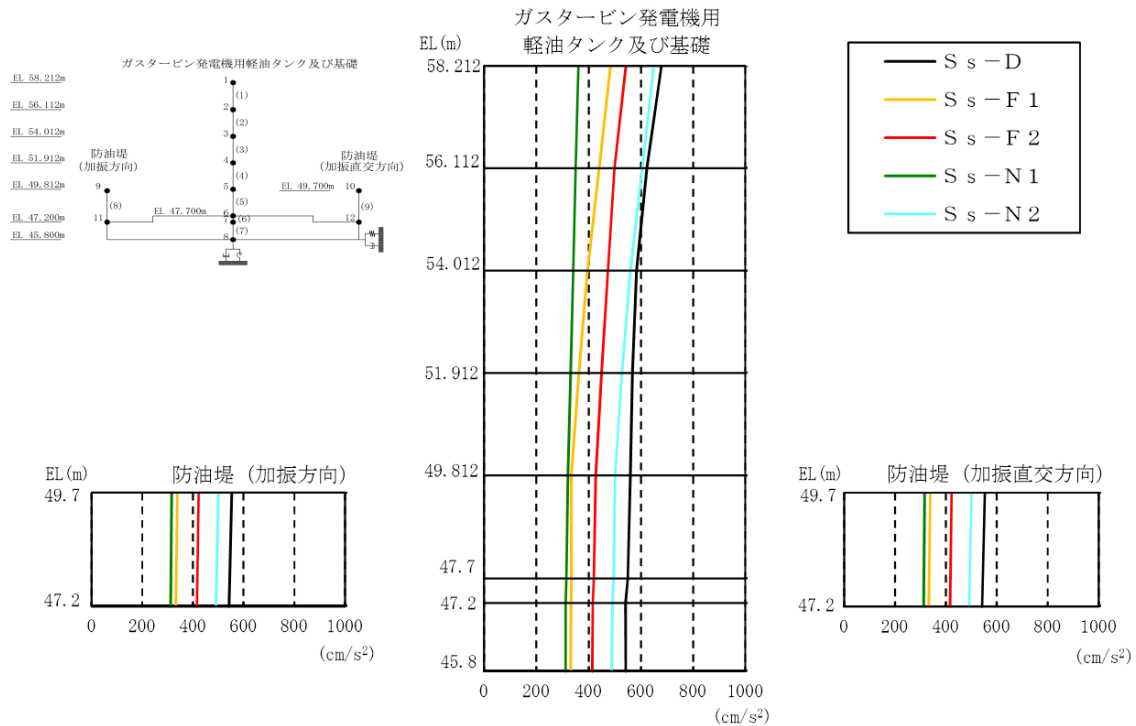 ガスタービン発電機用軽油タンク及び基礎
EL 58.212m
EL 56.112m
EL 54.012m
EL 51.912m
EL 49.812m
EL 47.200m
EL 45.800m
防油堤
(加振方向)
防油堤
(加振直交方向)
EL 49.700m
EL 47.700m
1
(1)
2
(2)
3
(3)
4
(4)
5
(5)
6
7
(6)
(7)
8
9
(8)
11
10
(9)
12
ガスタービン発電機用
軽油タンク及び基礎
EL(m)
58.212
56.112
54.012
51.912
49.812
47.7
47.2
45.8
0 200 400 600 800 1000
(cm/s²)
Ｓｓ－Ｄ
Ｓｓ－Ｆ１
Ｓｓ－Ｆ２
Ｓｓ－Ｎ１
Ｓｓ－Ｎ２
EL(m) 防油堤 (加振方向)
49.7
47.2
0 200 400 600 800 1000
(cm/s²)
EL(m) 防油堤 (加振直交方向)
49.7
47.2
0 200 400 600 800 1000
(cm/s²)